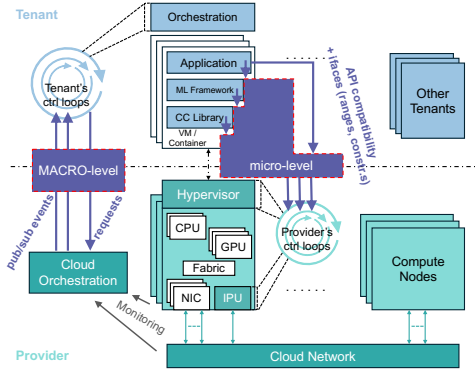 Tenant
Orchestration
Application
ML Framework
CC Library
VM /
Container
Tenant's
ctrl loops
API compatibility
+ ifaces (ranges, constr.s)
Other
Tenants
MACRO-level
micro-level
pub/sub events
requests
Hypervisor
CPU
GPU
Fabric
NIC
IPU
Provider's
ctrl loops
Compute
Nodes
Cloud
Orchestration
Monitoring
Provider
Cloud Network